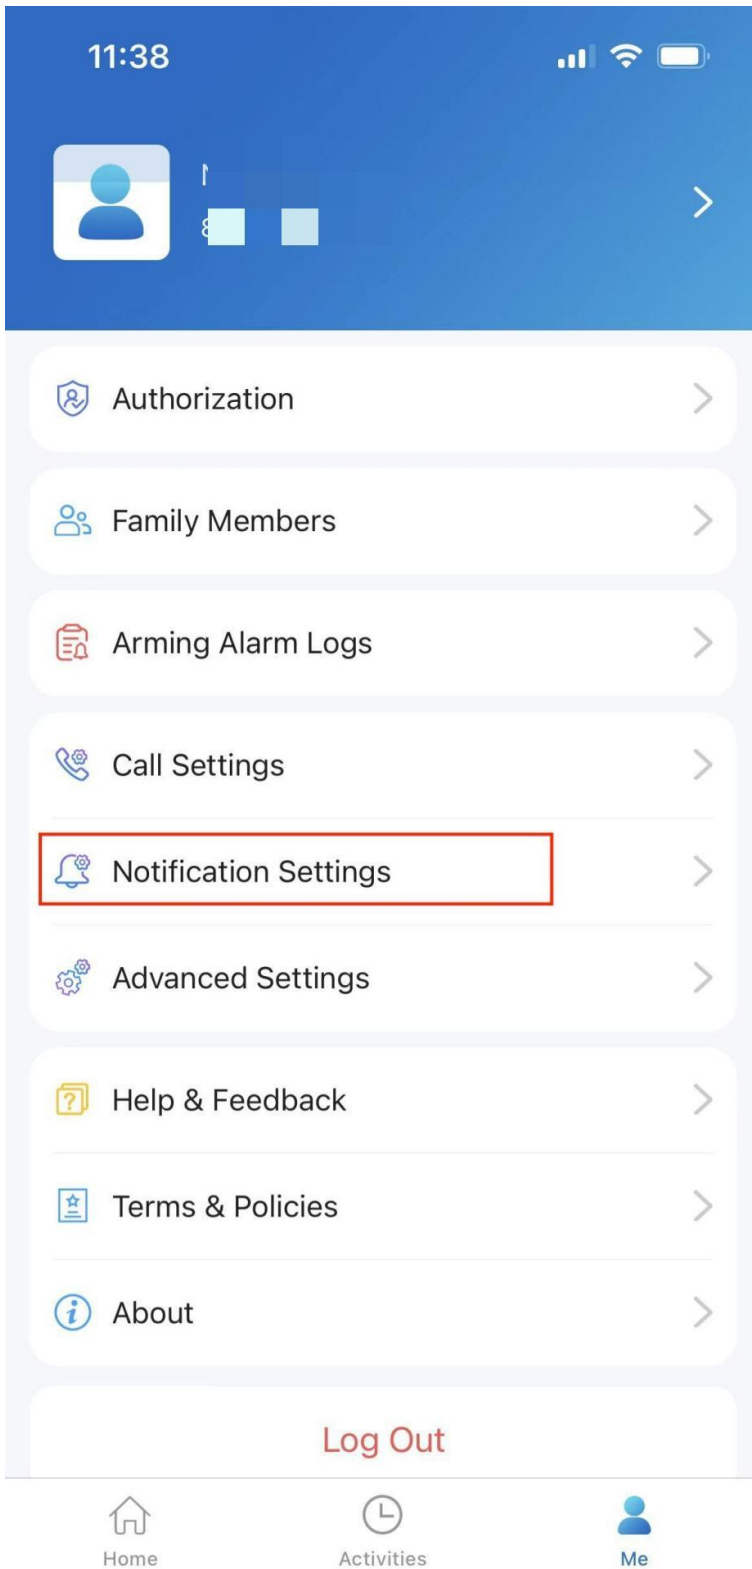 11:38
Authorization
Family Members
Arming Alarm Logs
Call Settings
Notification Settings
Advanced Settings
Help & Feedback
Terms & Policies
About
Log Out
Home
Activities
Me